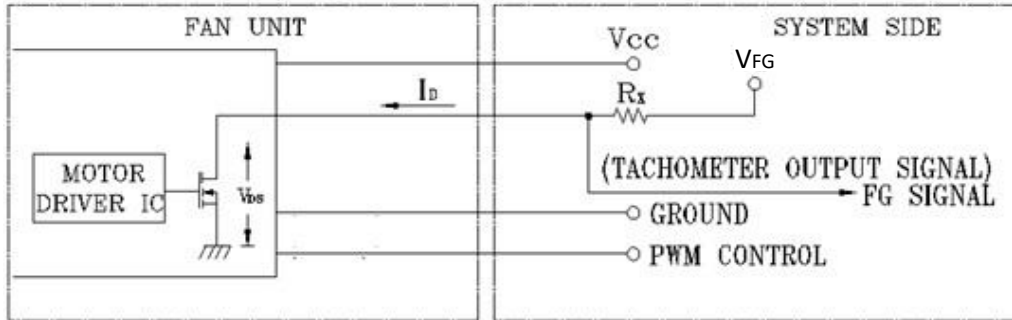 FAN UNIT
SYSTEM SIDE
Vcc
VFG
ID
Rx
MOTOR
DRIVER IC
VDS
(TACHOMETER OUTPUT SIGNAL)
FG SIGNAL
GROUND
PWM CONTROL